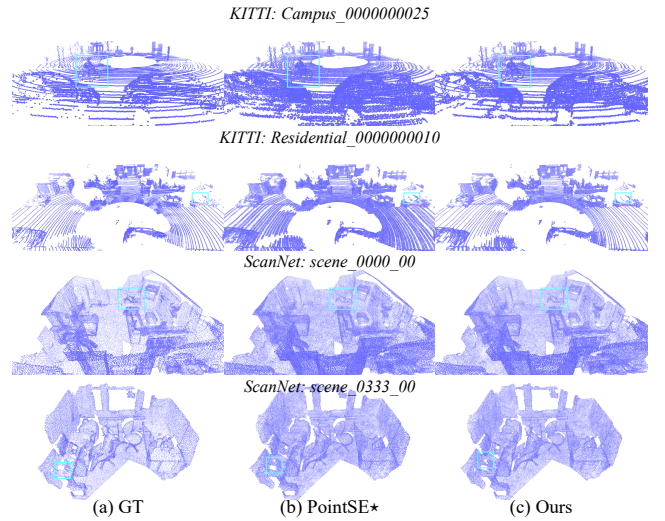 KITTI: Campus_0000000025
KITTI: Residential_0000000010
ScanNet: scene_0000_00
ScanNet: scene_0333_00
(a) GT
(b) PointSE★
(c) Ours